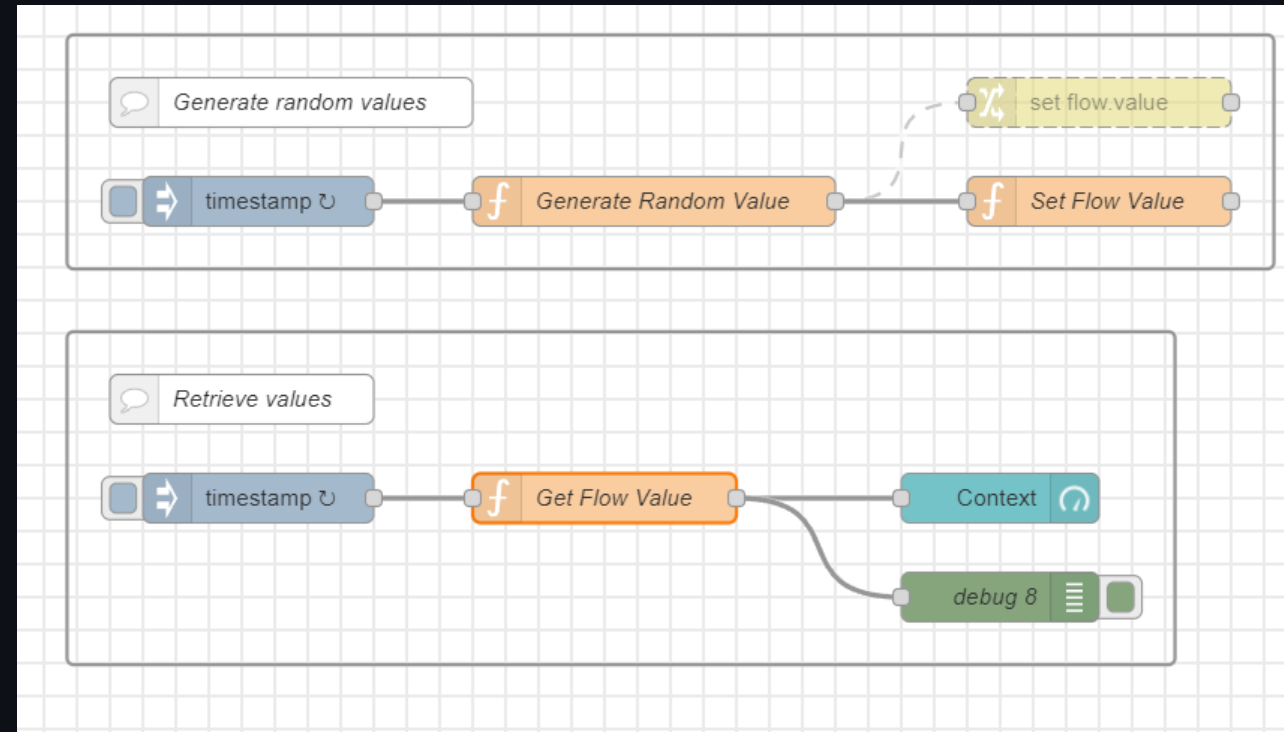 Generate random values
set flow.value
timestamp ↻
Generate Random Value
Set Flow Value
Retrieve values
timestamp ↻
Get Flow Value
Context
debug 8